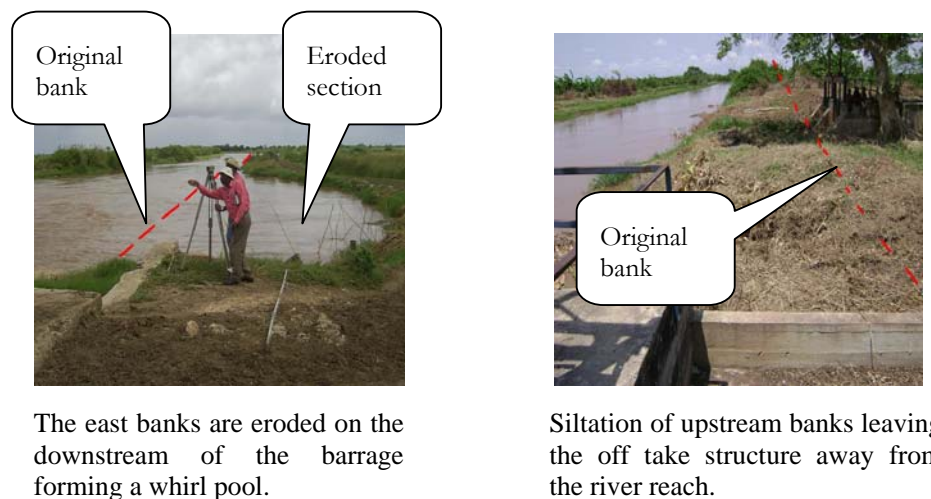 Original
bank
Eroded
section
Original
bank
The east banks are eroded on the
downstream of the barrage
forming a whirl pool.
Siltation of upstream banks leaving
the off take structure away from
the river reach.